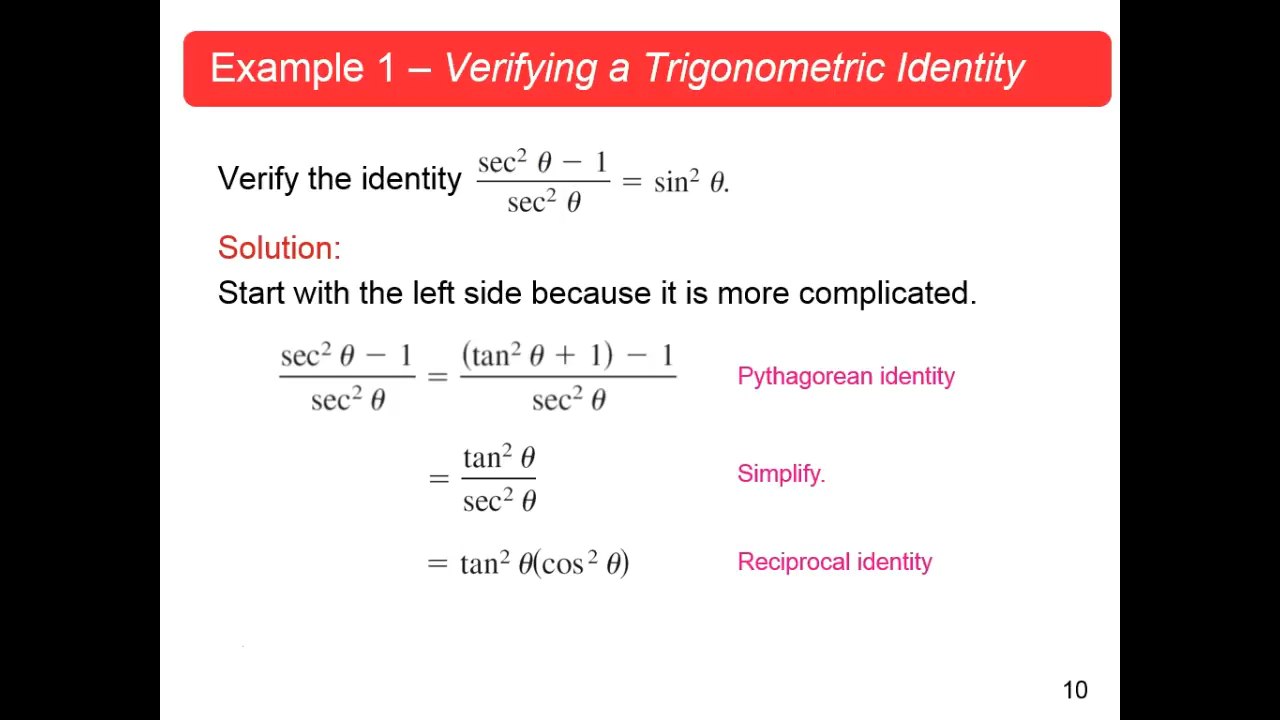 Example 1 – Verifying a Trigonometric Identity
Verify the identity (sec² θ − 1)/(sec² θ) = sin² θ.
Solution:
Start with the left side because it is more complicated.
(sec² θ − 1)/(sec² θ) = ((tan² θ + 1) − 1)/(sec² θ) Pythagorean identity
= (tan² θ)/(sec² θ) Simplify.
= tan² θ(cos² θ) Reciprocal identity
10